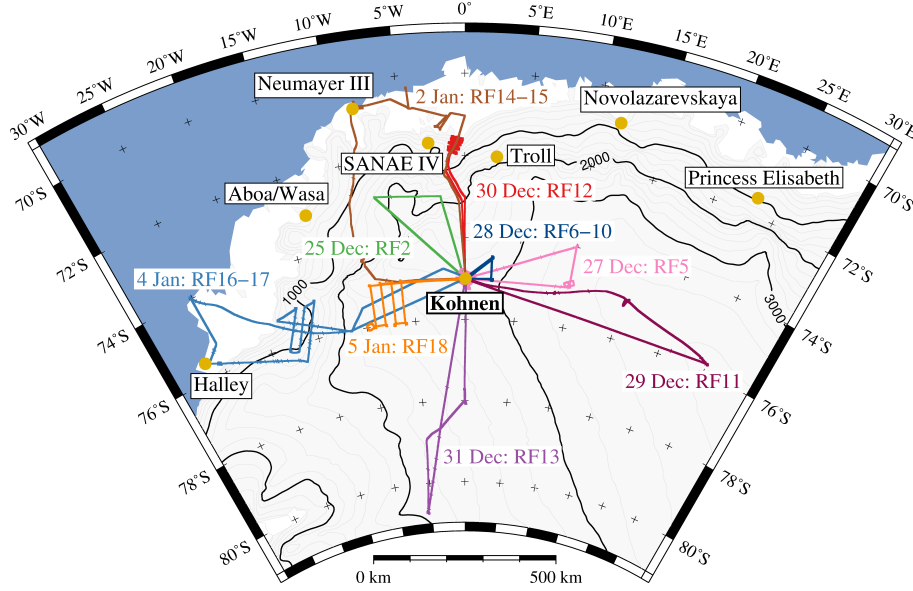 0°
5°W
5°E
10°W
10°E
15°W
15°E
20°W
20°E
25°W
25°E
30°W
30°E
Neumayer III
2 Jan: RF14−15
Novolazarevskaya
SANAE IV
Troll
2000
Princess Elisabeth
70°S
70°S
Aboa/Wasa
30 Dec: RF12
28 Dec: RF6−10
25 Dec: RF2
27 Dec: RF5
72°S
72°S
4 Jan: RF16−17
1000
Kohnen
3000
74°S
74°S
5 Jan: RF18
Halley
29 Dec: RF11
76°S
76°S
31 Dec: RF13
78°S
78°S
80°S
80°S
0 km
500 km